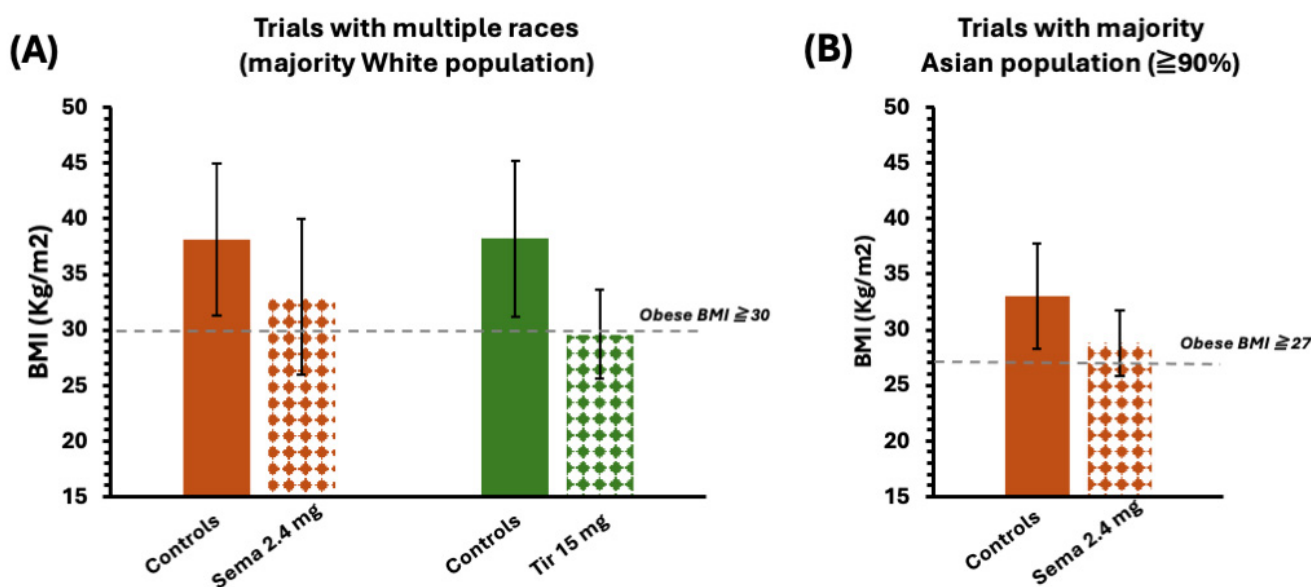 (A)
Trials with multiple races
(majority White population)
50
45
40
35
30
25
20
15
BMI (Kg/m2)
Obese BMI ≧30
Controls
Sema 2.4 mg
Controls
Tir 15 mg
(B)
Trials with majority
Asian population (≧90%)
50
45
40
35
30
25
20
15
BMI (Kg/m2)
Obese BMI ≧27
Controls
Sema 2.4 mg